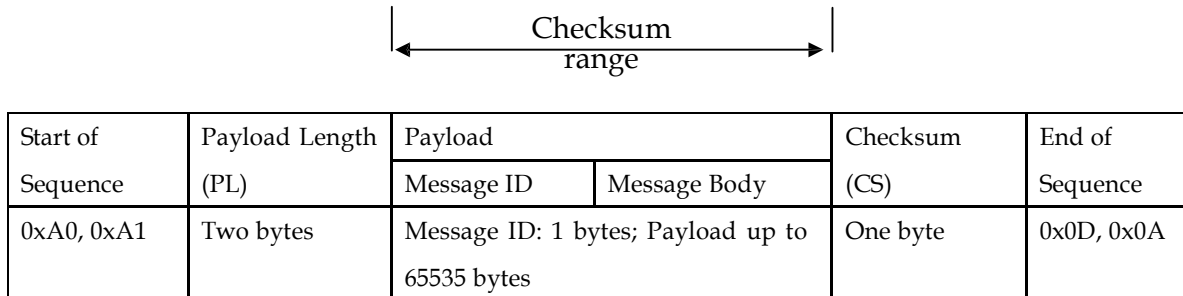 Checksum
range
Start of
Sequence
Payload Length
(PL)
Payload
Message ID
Message Body
Checksum
(CS)
End of
Sequence
0xA0, 0xA1
Two bytes
Message ID: 1 bytes; Payload up to
65535 bytes
One byte
0x0D, 0x0A